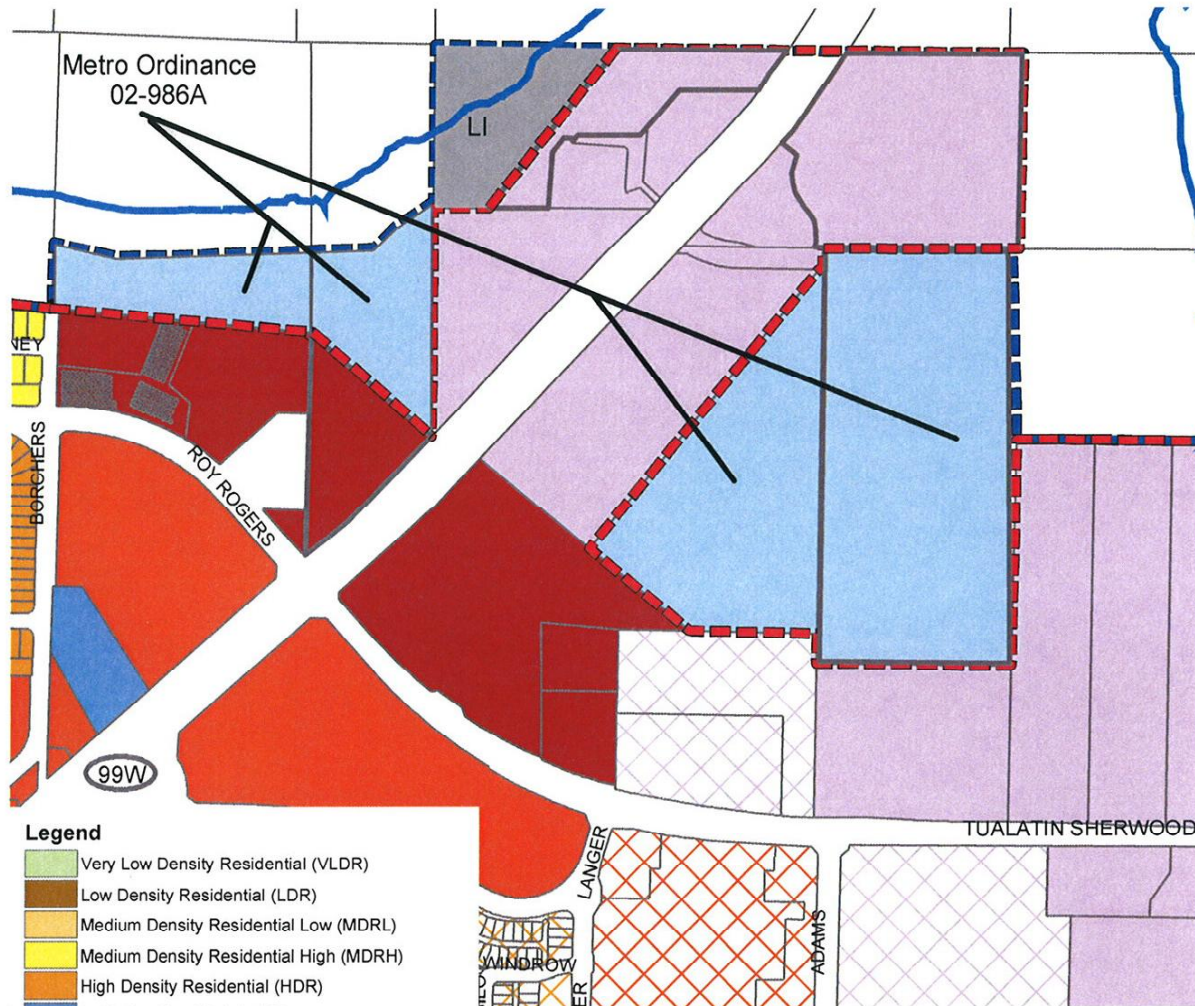 Metro Ordinance
02-986A
LI
NEY
BORCHERS
ROY ROGERS
99W
TUALATIN SHERWOOD
LANGER
ADAMS
WINDROW
ER
Legend
Very Low Density Residential (VLDR)
Low Density Residential (LDR)
Medium Density Residential Low (MDRL)
Medium Density Residential High (MDRH)
High Density Residential (HDR)